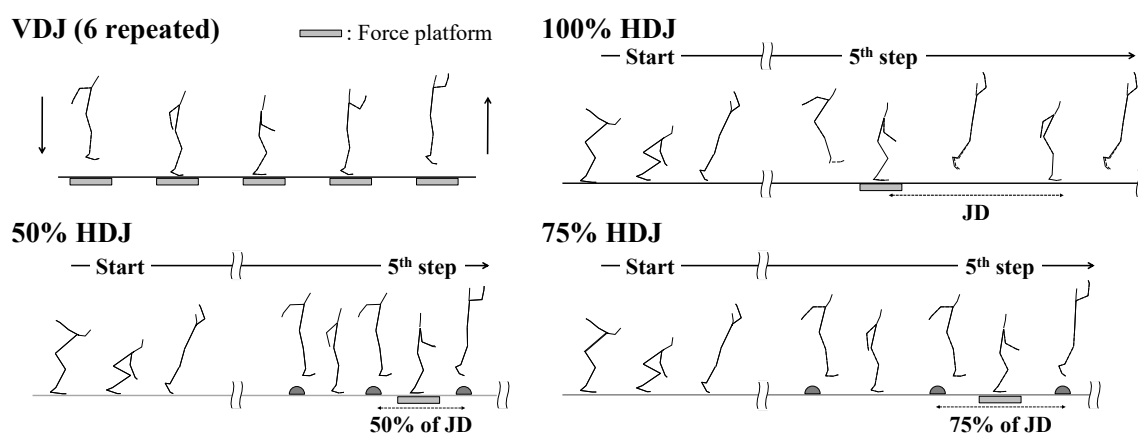 VDJ (6 repeated)
: Force platform
100% HDJ
Start
5th step
JD
50% HDJ
Start
5th step
50% of JD
75% HDJ
Start
5th step
75% of JD